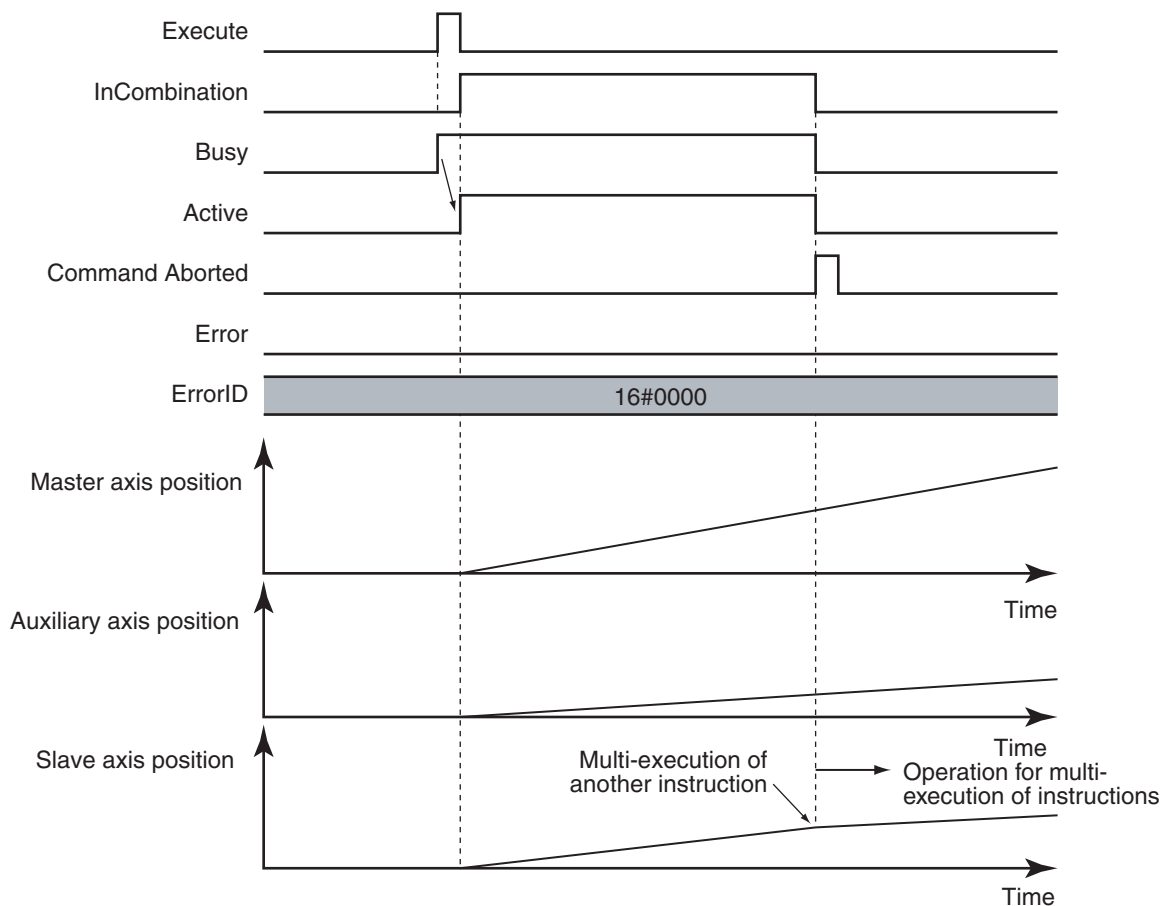 Execute
InCombination
Busy
Active
Command Aborted
Error
ErrorID
16#0000
Master axis position
Time
Auxiliary axis position
Time
Slave axis position
Multi-execution of
another instruction
Operation for multi-
execution of instructions
Time